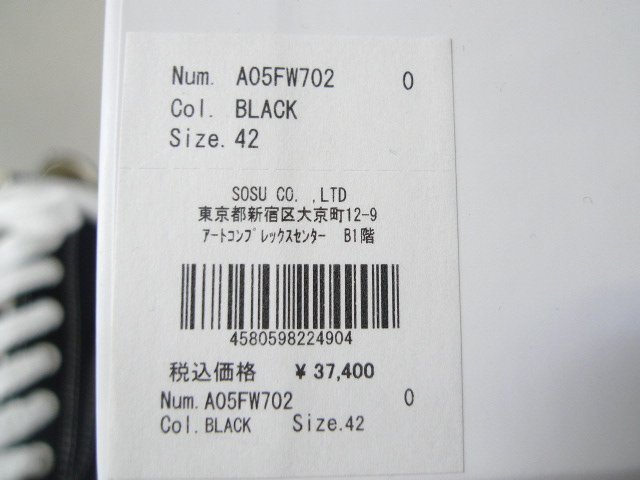 Num. A05FW702 0
Col. BLACK
Size. 42
SOSU CO. ,LTD
東京都新宿区大京町12-9
ｱｰﾄｺﾝﾌﾟﾚｯｸｽｾﾝﾀｰ B1階
4580598224904
税込価格 ¥ 37,400
Num. A05FW702 0
Col. BLACK Size. 42